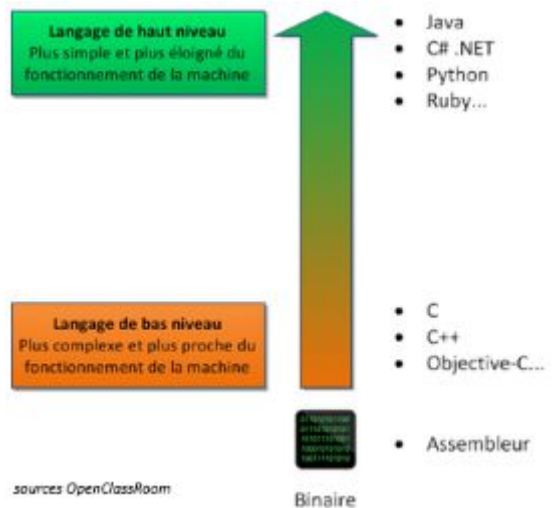 Langage de haut niveau
Plus simple et plus éloigné du
fonctionnement de la machine
• Java
• C# .NET
• Python
• Ruby...
Langage de bas niveau
Plus complexe et plus proche du
fonctionnement de la machine
• C
• C++
• Objective-C...
• Assembleur
sources OpenClassRoom
Binaire